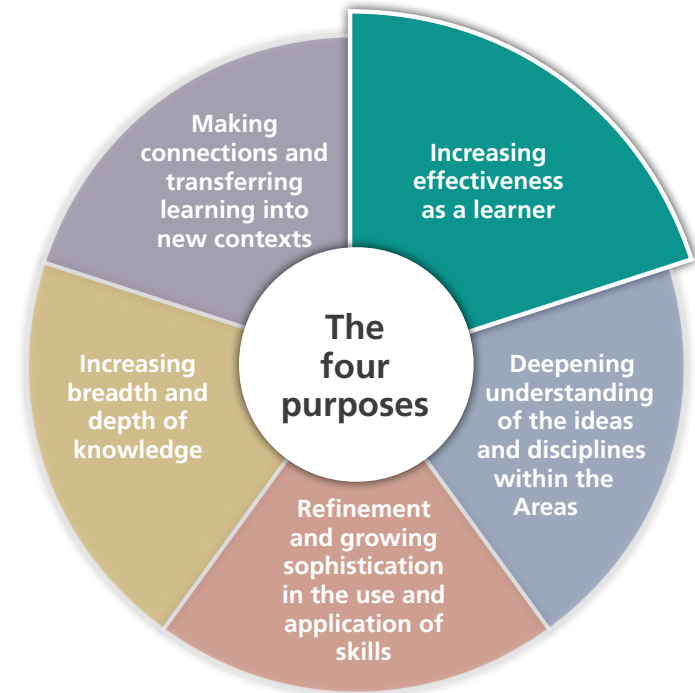 Making
connections and
transferring
learning into
new contexts
Increasing
effectiveness
as a learner
The
four
purposes
Increasing
breadth and
depth of
knowledge
Deepening
understanding
of the ideas
and disciplines
within the
Areas
Refinement
and growing
sophistication
in the use and
application of
skills